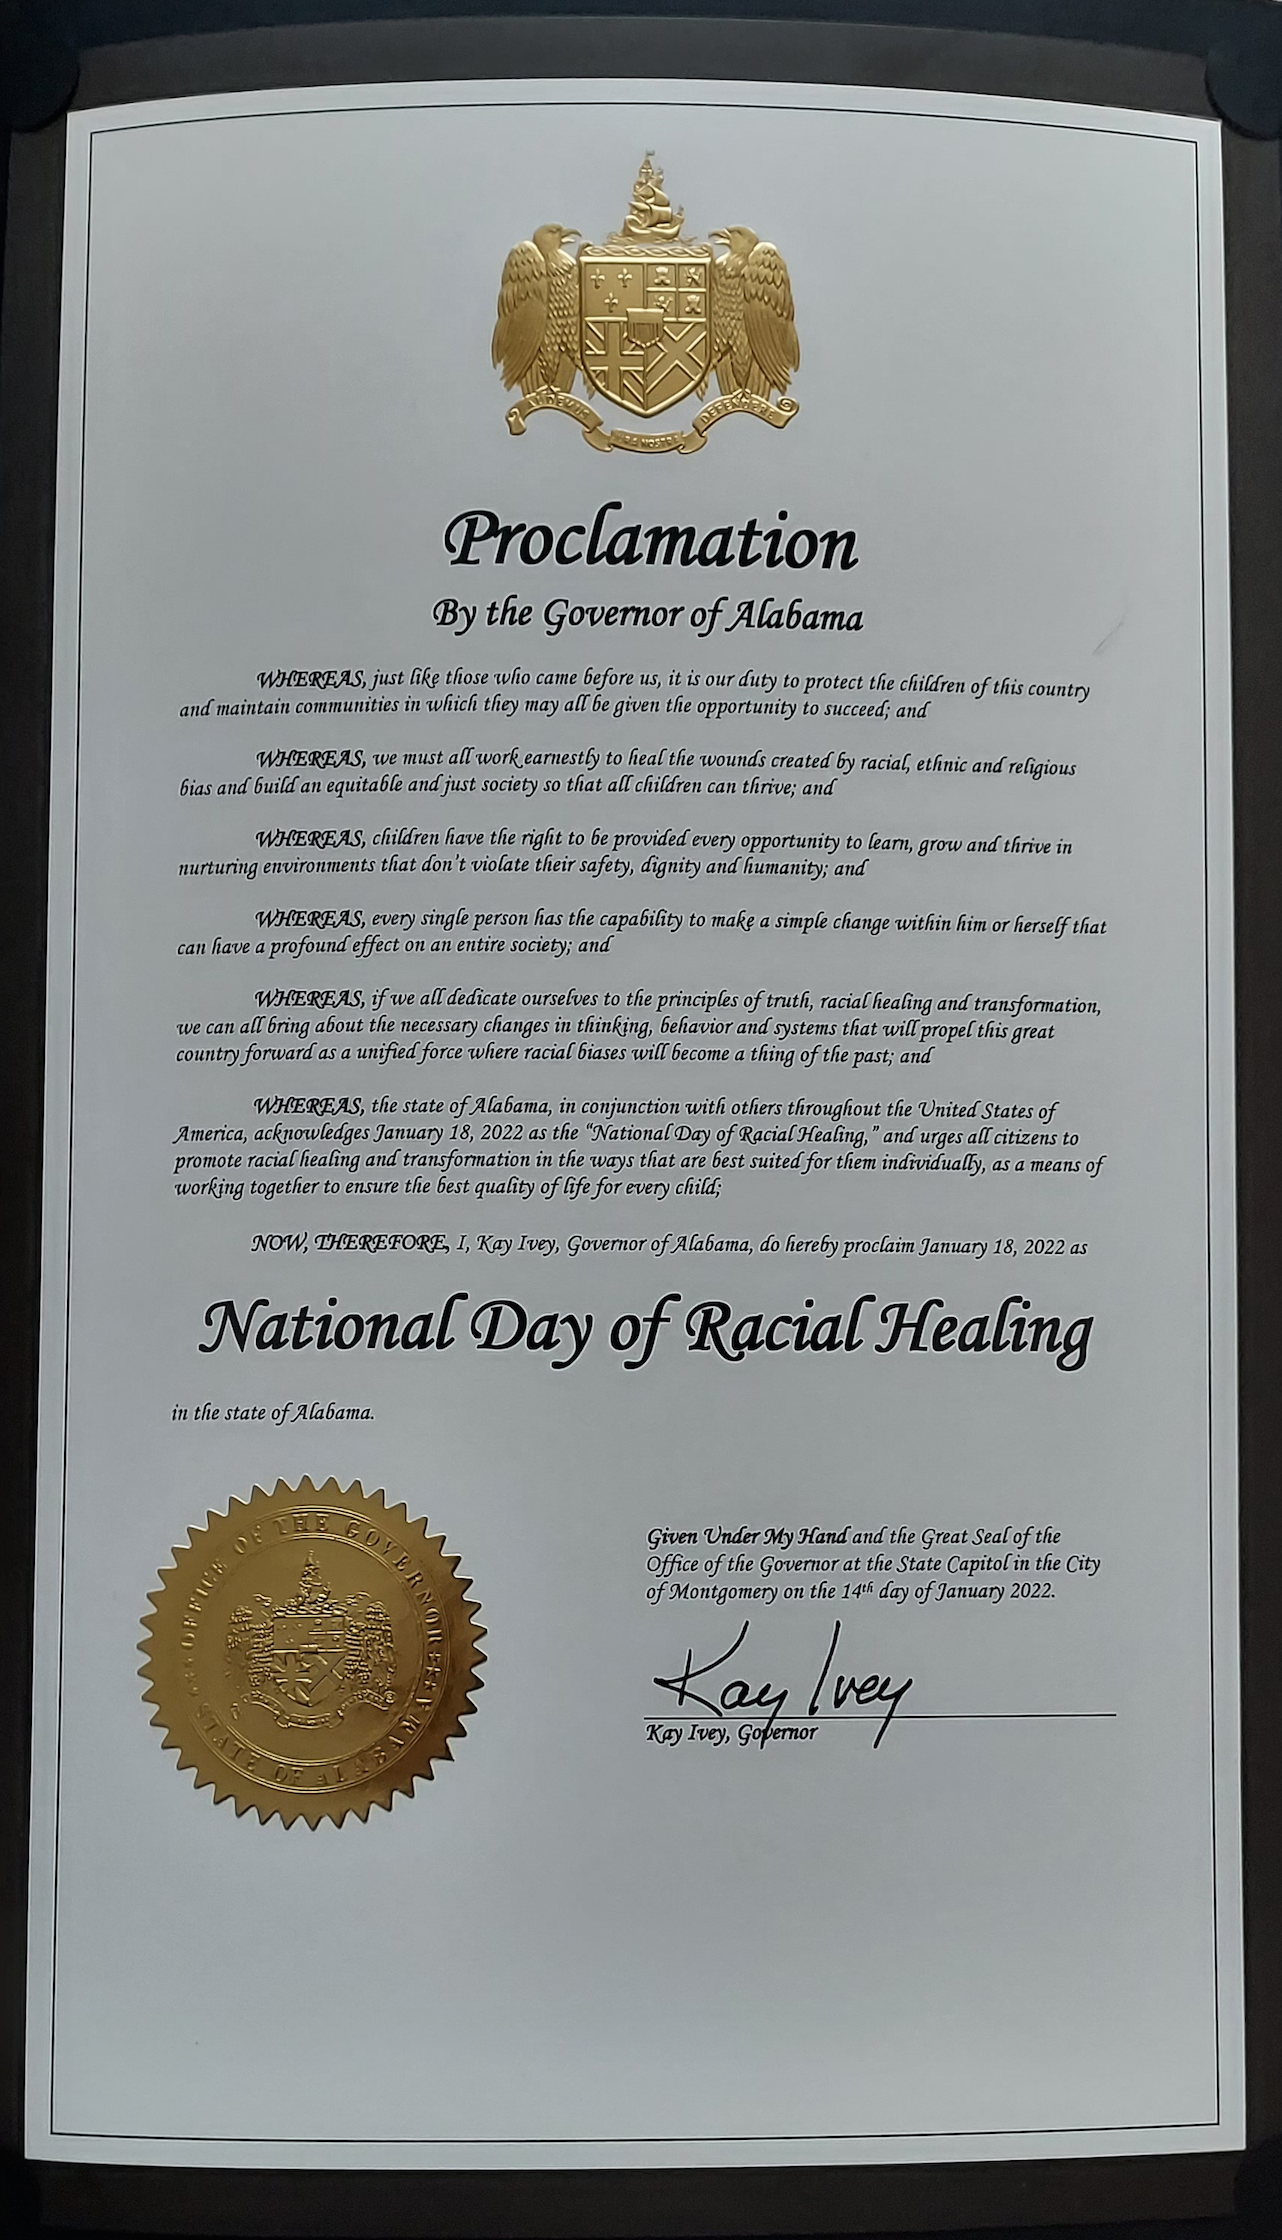 AUDEMUS JURA NOSTRA DEFENDERE
Proclamation
By the Governor of Alabama
WHEREAS, just like those who came before us, it is our duty to protect the children of this country
and maintain communities in which they may all be given the opportunity to succeed; and
WHEREAS, we must all work earnestly to heal the wounds created by racial, ethnic and religious
bias and build an equitable and just society so that all children can thrive; and
WHEREAS, children have the right to be provided every opportunity to learn, grow and thrive in
nurturing environments that don't violate their safety, dignity and humanity; and
WHEREAS, every single person has the capability to make a simple change within him or herself that
can have a profound effect on an entire society; and
WHEREAS, if we all dedicate ourselves to the principles of truth, racial healing and transformation,
we can all bring about the necessary changes in thinking, behavior and systems that will propel this great
country forward as a unified force where racial biases will become a thing of the past; and
WHEREAS, the state of Alabama, in conjunction with others throughout the United States of
America, acknowledges January 18, 2022 as the "National Day of Racial Healing," and urges all citizens to
promote racial healing and transformation in the ways that are best suited for them individually, as a means of
working together to ensure the best quality of life for every child;
NOW, THEREFORE, I, Kay Ivey, Governor of Alabama, do hereby proclaim January 18, 2022 as
National Day of Racial Healing
in the state of Alabama.
OFFICE OF THE GOVERNOR
STATE OF ALABAMA
Given Under My Hand and the Great Seal of the
Office of the Governor at the State Capitol in the City
of Montgomery on the 14th day of January 2022.
Kay Ivey
Kay Ivey, Governor